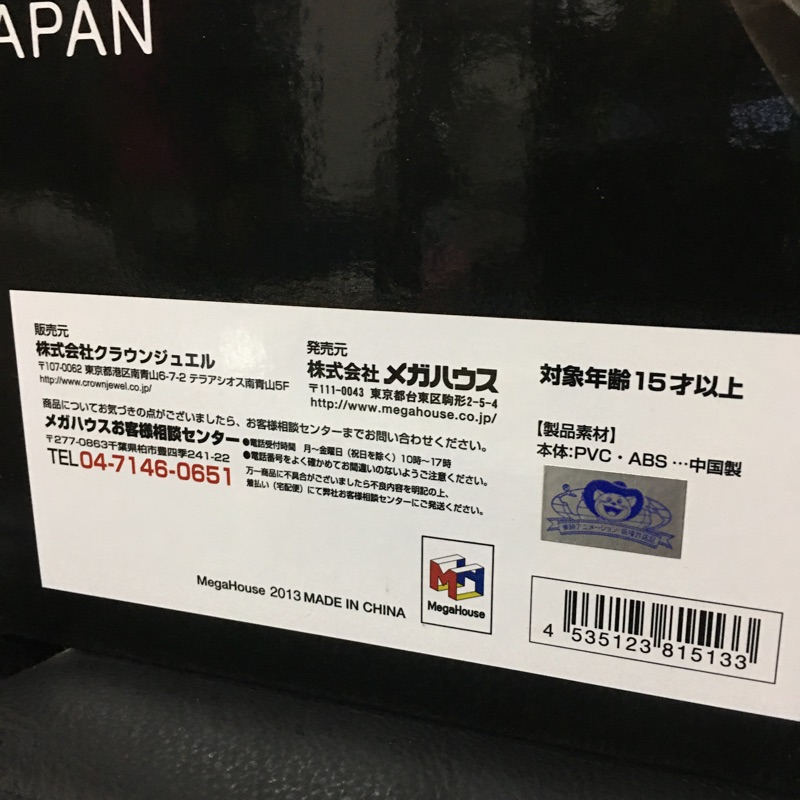 APAN
販売元
株式会社クラウンジュエル
〒107-0062 東京都港区南青山6-7-2 テラアシオス南青山5F
http://www.crownjewel.co.jp/
発売元
株式会社 メガハウス
〒111-0043 東京都台東区駒形2-5-4
http://www.megahouse.co.jp/
商品についてお気づきの点がございましたら、お客様相談センターまでお問い合わせください。
メガハウスお客様相談センター
〒277-0863千葉県柏市豊四季241-22
TEL04-7146-0651
●電話受付時間 月～金曜日(祝日を除く)10時～17時
●電話番号をよく確かめてお間違いのないようご注意ください。
万一商品に不具合がございましたら不良内容を明記の上、
着払い(宅配便)にて弊社お客様相談センターにご発送ください。
MegaHouse 2013 MADE IN CHINA
MegaHouse
対象年齢15才以上
【製品素材】
本体:PVC・ABS…中国製
東映アニメーション
4 535123 815133